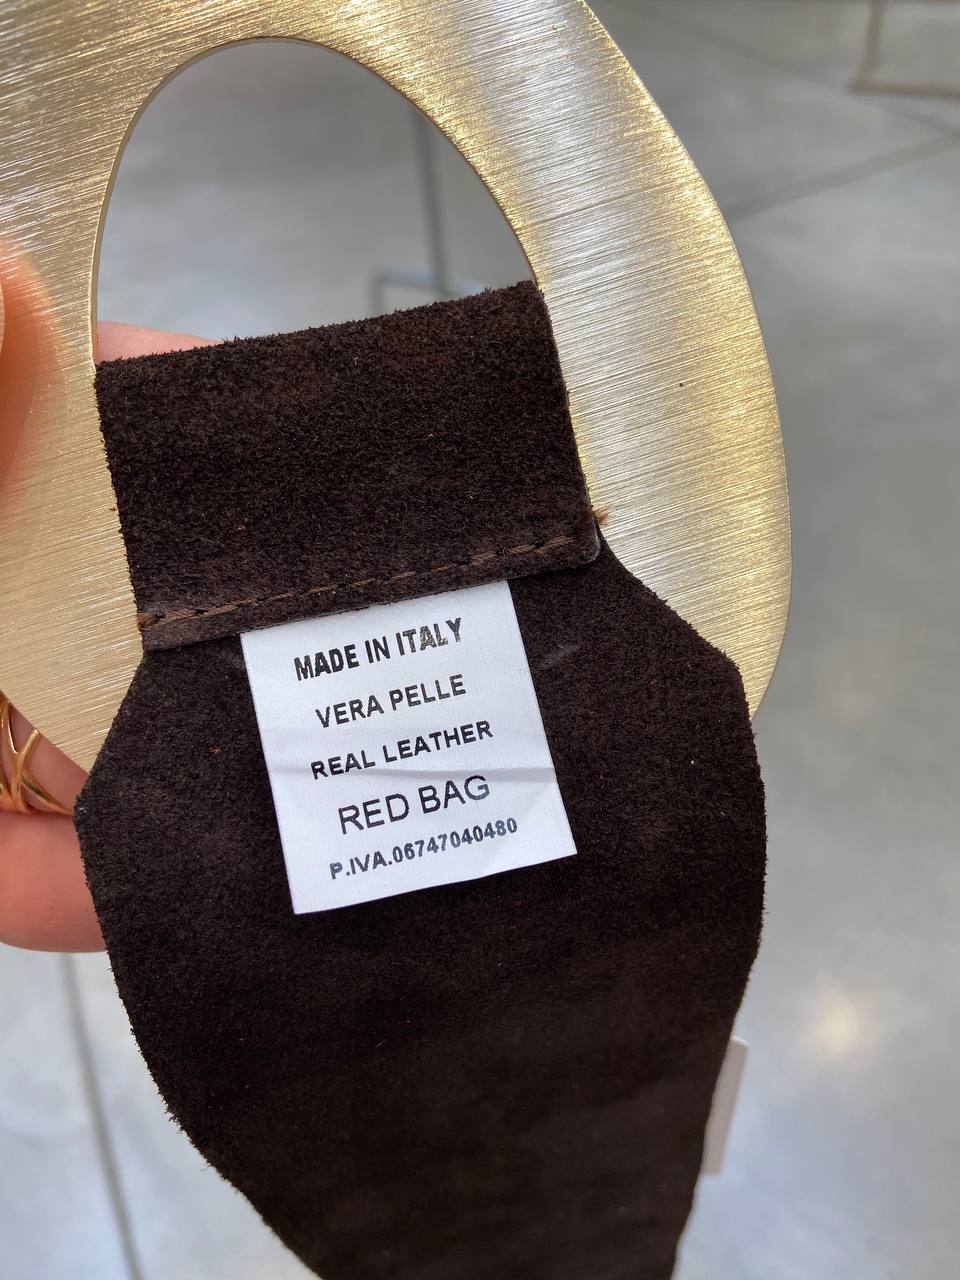 MADE IN ITALY
VERA PELLE
REAL LEATHER
RED BAG
P.IVA.06747040480